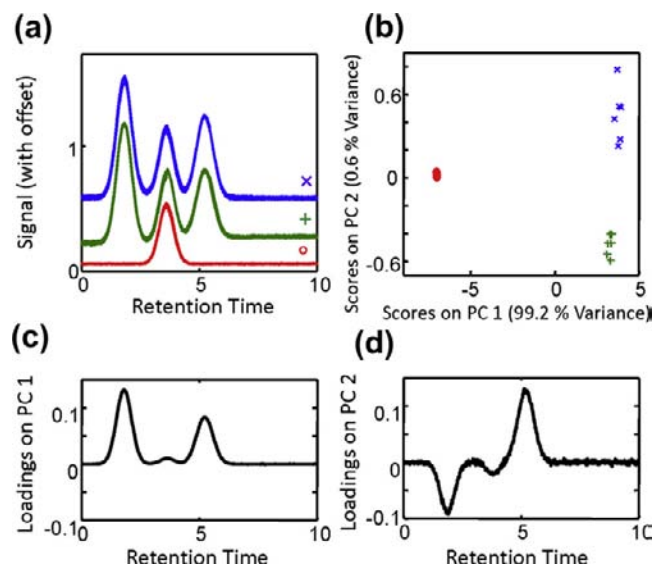 (a)
Signal (with offset)
1
0
0
5
10
Retention Time
(b)
Scores on PC 2 (0.6 % Variance)
0.6
0
-0.6
-5
0
5
Scores on PC 1 (99.2 % Variance)
(c)
Loadings on PC 1
0.1
0
-0.1
0
5
10
Retention Time
(d)
Loadings on PC 2
0.1
0
-0.1
5
10
Retention Time